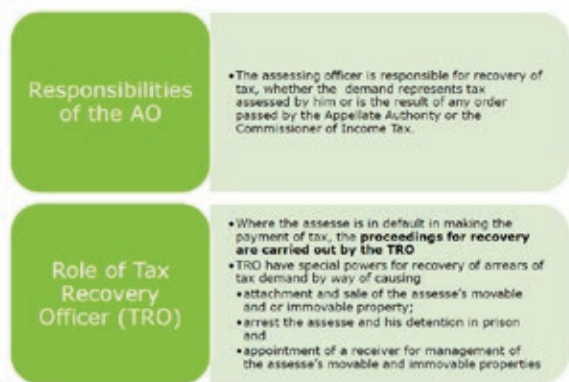 Responsibilities
of the AO
•The assessing officer is responsible for recovery of
tax, whether the demand represents tax
assessed by him or is the result of any order
passed by the Appellate Authority or the
Commissioner of Income Tax.
Role of Tax
Recovery
Officer (TRO)
•Where the assesse is in default in making the
payment of tax, the proceedings for recovery
are carried out by the TRO
•TRO have special powers for recovery of arrears of
tax demand by way of causing
•attachment and sale of the assesse's movable
and or immovable property;
•arrest the assesse and his detention in prison
and
•appointment of a receiver for management of
the assesse's movable and immovable properties